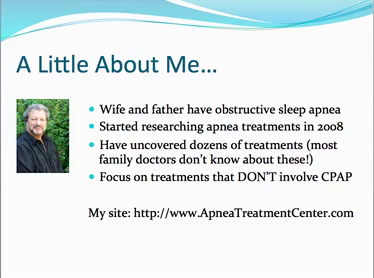 A Little About Me...
Wife and father have obstructive sleep apnea
Started researching apnea treatments in 2008
Have uncovered dozens of treatments (most
family doctors don't know about these!)
Focus on treatments that DON'T involve CPAP
My site: http://www.ApneaTreatmentCenter.com